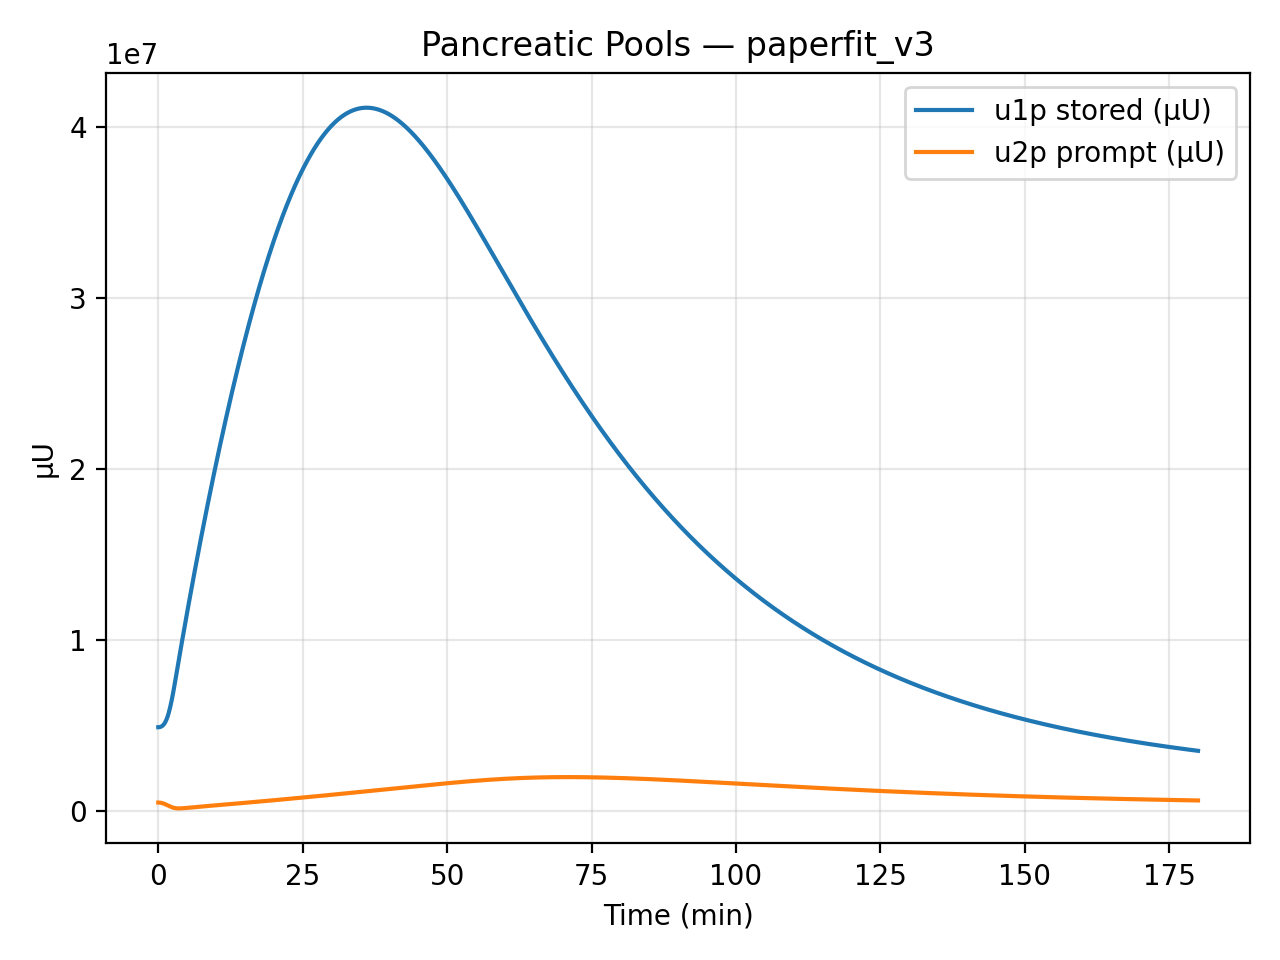 Pancreatic Pools — paperfit_v3
1e7
u1p stored (µU)
u2p prompt (µU)
4
3
2
1
0
µU
0 25 50 75 100 125 150 175
Time (min)